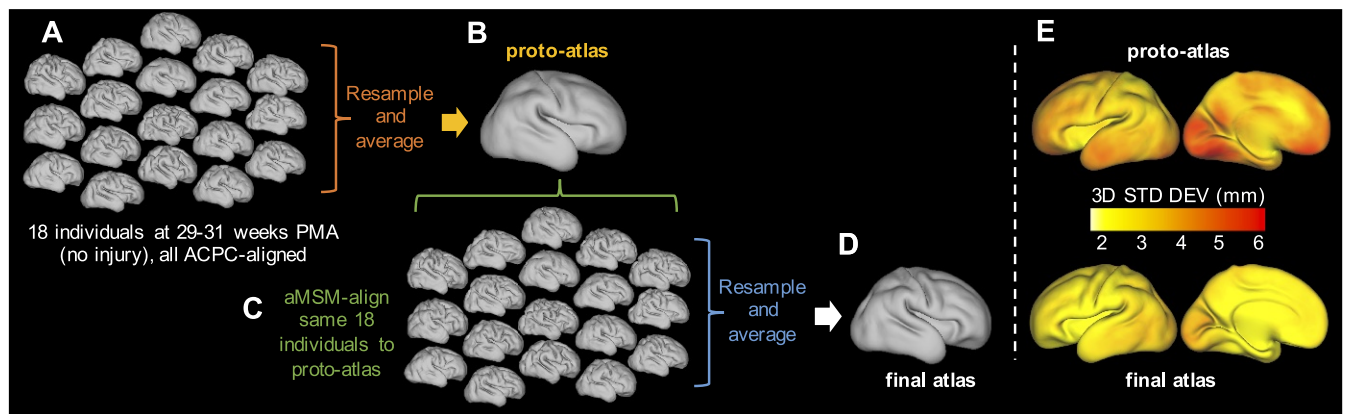 A
18 individuals at 29-31 weeks PMA
(no injury), all ACPC-aligned
Resample
and
average
B
proto-atlas
C
aMSM-align
same 18
individuals to
proto-atlas
Resample
and
average
D
final atlas
E
proto-atlas
3D STD DEV (mm)
2 3 4 5 6
final atlas